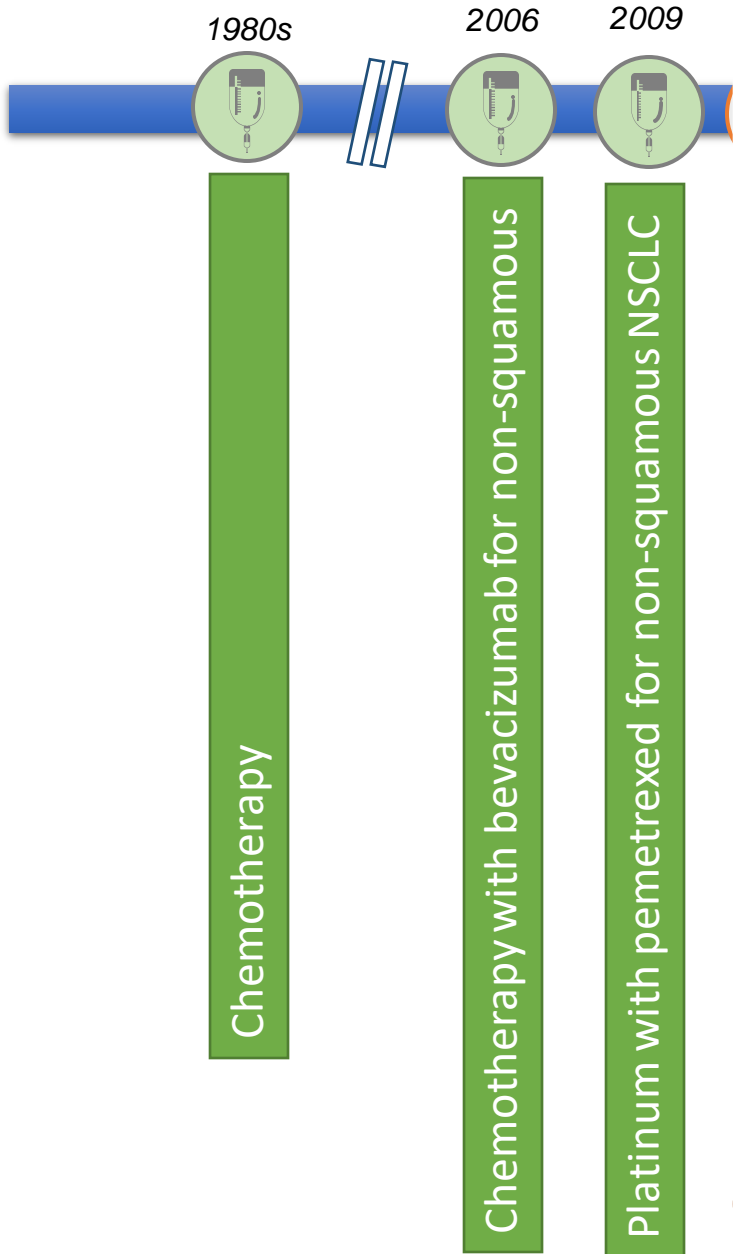 1980s
2006
2009
Chemotherapy
Chemotherapy with bevacizumab for non-squamous
Platinum with pemetrexed for non-squamous NSCLC